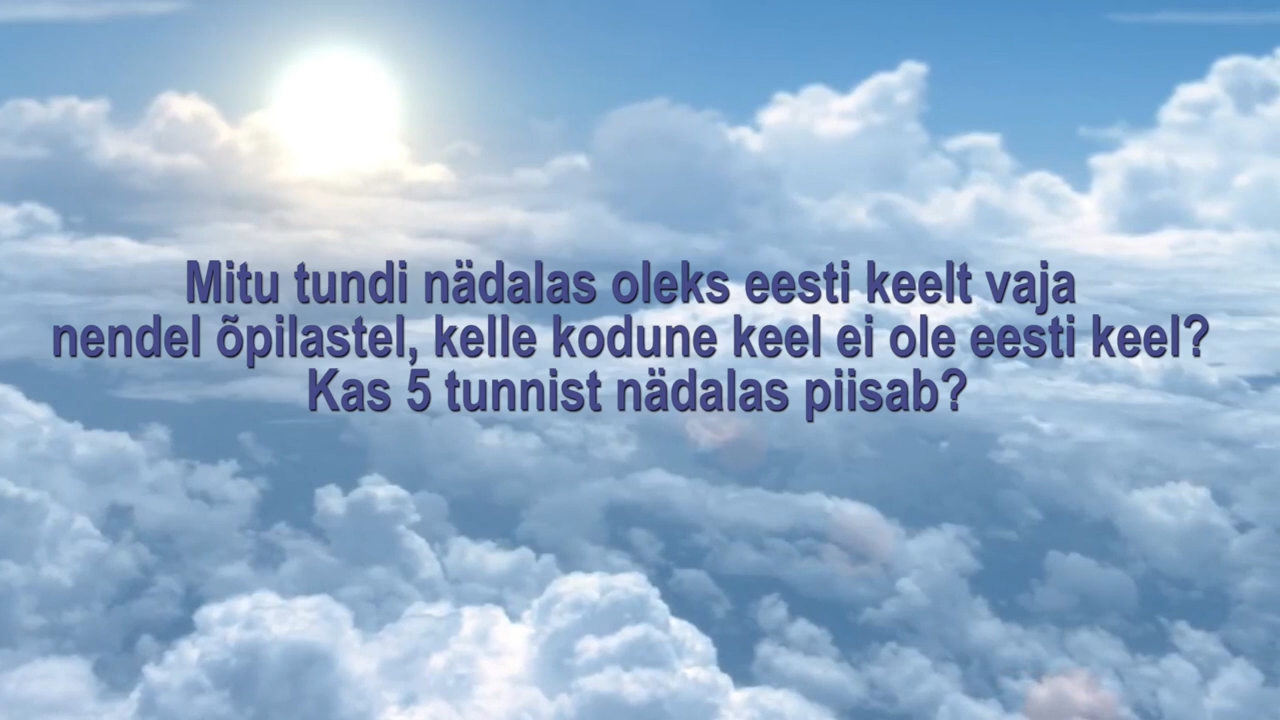 Mitu tundi nädalas oleks eesti keelt vaja
nendel õpilastel, kelle kodune keel ei ole eesti keel?
Kas 5 tunnist nädalas piisab?